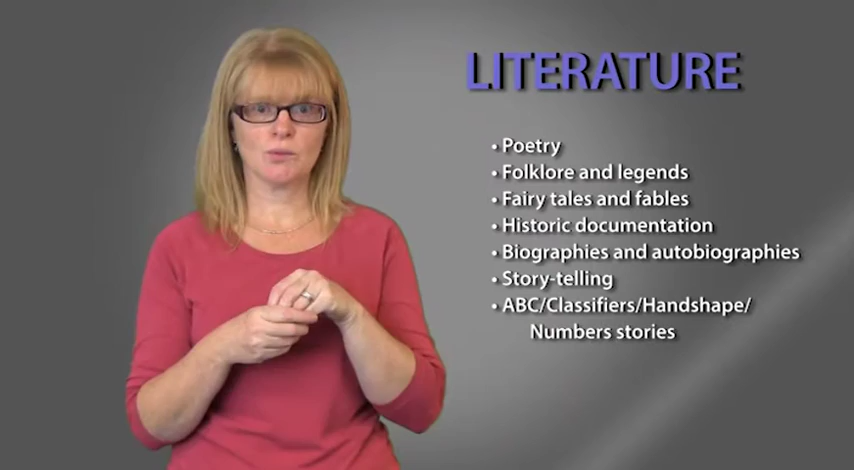 LITERATURE
• Poetry
• Folklore and legends
• Fairy tales and fables
• Historic documentation
• Biographies and autobiographies
• Story-telling
• ABC/Classifiers/Handshape/
Numbers stories